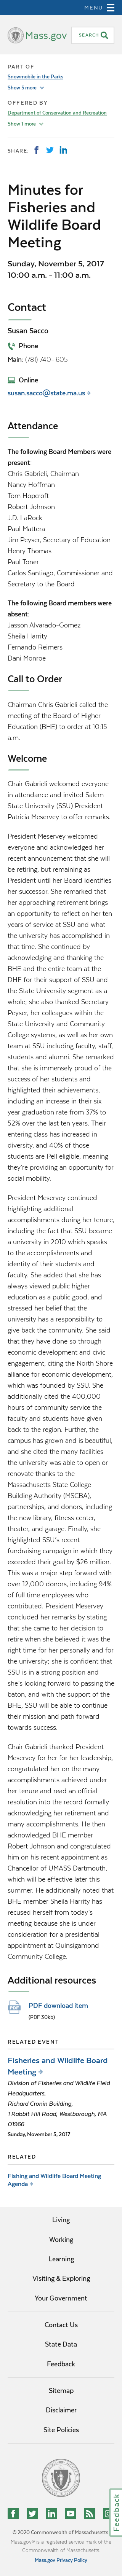 MENU
Mass.gov
SEARCH
PART OF
Snowmobile in the Parks
Show 5 more
OFFERED BY
Department of Conservation and Recreation
Show 1 more
SHARE
Minutes for
Fisheries and
Wildlife Board
Meeting
Sunday, November 5, 2017
10:00 a.m. - 11:00 a.m.
Contact
Susan Sacco
Phone
Main: (781) 740-1605
Online
susan.sacco@state.ma.us
Attendance
The following Board Members were
present:
Chris Gabrieli, Chairman
Nancy Hoffman
Tom Hopcroft
Robert Johnson
J.D. LaRock
Paul Mattera
Jim Peyser, Secretary of Education
Henry Thomas
Paul Toner
Carlos Santiago, Commissioner and
Secretary to the Board
The following Board members were
absent:
Jasson Alvarado-Gomez
Sheila Harrity
Fernando Reimers
Dani Monroe
Call to Order
Chairman Chris Gabrieli called the
meeting of the Board of Higher
Education (BHE) to order at 10:15
a.m.
Welcome
Chair Gabrieli welcomed everyone
in attendance and invited Salem
State University (SSU) President
Patricia Meservey to offer remarks.
President Meservey welcomed
everyone and acknowledged her
recent announcement that she will
be retiring, but remaining as
President until her Board identifies
her successor. She remarked that
her approaching retirement offers
an opportunity to reflect on her ten
years of service at SSU and what
the university has accomplished in
that time. She continued by
acknowledging and thanking the
BHE and the entire team at the
BHE for their support of SSU and
the State University segment as a
whole; she also thanked Secretary
Peyser, her colleagues within the
State University and Community
College systems, as well as her own
team at SSU including faculty, staff,
students and alumni. She remarked
on the immense sense of pride she
has for the SSU students and
getting to celebrate their
achievements, including an
increase in their six year
graduation rate from 37% to
52% over the last ten years. Their
entering class has increased in
diversity, and 40% of those
students are Pell eligible; she
remarked they're very proud of
providing an opportunity for
social mobility.
President Meservey continued
highlighting additional
accomplishments during her tenure,
including the fact that SSU became
a university in 2010 which speaks
to the accomplishments and
identity of their students and
faculty. She added that she has
always viewed public higher
education as a public good, and
at SSU, there is a responsibility to
give back the community. She said
they do that through economic
development and civic
engagement, citing the North Shore
alliance for economic development,
which was founded by SSU. She
additionally cited the 400,000
hours of community service that the
faculty and students have given
back to the region. Further, the
campus has grown and is beautiful,
and she thanked the many facilities
the university was able to open and
renovate thanks to the
Massachusetts State College
Building Authority (MSCBA),
partnerships, and donors, including
the dining commons, residence hall,
library, a fitness center,
theater, and garage. Finally, she
highlighted SSU's recent
fundraising campaign in which they
exceeded their goal by $26 million.
This was a major step forward with
over 12,000 donors, including 94%
of full time employees that
contributed. President Meservey
concluded her remarks by stating
that when she came to her decision
to retire when she believed it was
the right time for herself and the
university; she is confident that SSU
is in a strong position and she's
looking forward to
passing the baton, and with the
support of the BHE, SSU will be able
to continue their mission and path
forward towards success.
Chair Gabrieli thanked President
Meservey for her leadership,
congratulated her on the many
accomplishments achieved under
her tenure and read an official
resolution into the record formally
acknowledging her many
achievements and dedication.
He also acknowledged BHE member
Robert Johnson and congratulated
him on his recent appointment as
Chancellor of UMASS Dartmouth,
which will be effective later this
summer. He also acknowledged that
BHE member Sheila Harrity has
recused herself from today's
meeting because she is under
consideration for a presidential
appointment at Quinsigamond
Community College.
Additional resources
PDF download item
(PDF 30kb)
RELATED EVENT
Fisheries and Wildlife Board
Meeting
Division of Fisheries and Wildlife Field
Headquarters,
Richard Cronin Building,
1 Rabbit Hill Road, Westborough, MA
01966
Sunday, November 5, 2017
RELATED
Fishing and Wildlife Board Meeting
Agenda
Living
Working
Learning
Visiting & Exploring
Your Government
Contact Us
State Data
Feedback
Sitemap
Disclaimer
Site Policies
Feedback
© 2020 Commonwealth of Massachusetts.
Mass.gov® is a registered service mark of the
Commonwealth of Massachusetts.
Mass.gov Privacy Policy